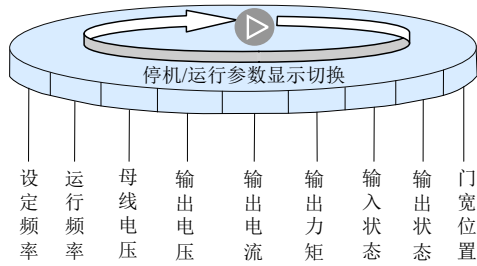 停机/运行参数显示切换
设定频率
运行频率
母线电压
输出电压
输出电流
输出力矩
输入状态
输出状态
门宽位置